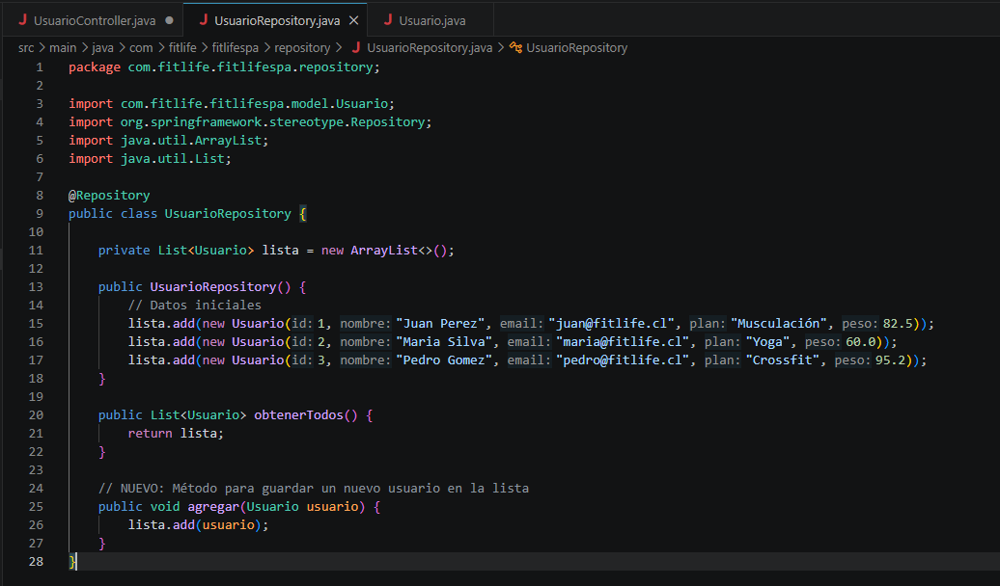 UsuarioController.java
UsuarioRepository.java
Usuario.java
src > main > java > com > fitlife > fitlifespa > repository > UsuarioRepository.java > UsuarioRepository
1 package com.fitlife.fitlifespa.repository;
2
3 import com.fitlife.fitlifespa.model.Usuario;
4 import org.springframework.stereotype.Repository;
5 import java.util.ArrayList;
6 import java.util.List;
7
8 @Repository
9 public class UsuarioRepository {
10
11 private List<Usuario> lista = new ArrayList<>();
12
13 public UsuarioRepository() {
14 // Datos iniciales
15 lista.add(new Usuario(id:1, nombre:"Juan Perez", email:"juan@fitlife.cl", plan:"Musculación", peso:82.5));
16 lista.add(new Usuario(id:2, nombre:"Maria Silva", email:"maria@fitlife.cl", plan:"Yoga", peso:60.0));
17 lista.add(new Usuario(id:3, nombre:"Pedro Gomez", email:"pedro@fitlife.cl", plan:"Crossfit", peso:95.2));
18 }
19
20 public List<Usuario> obtenerTodos() {
21 return lista;
22 }
23
24 // NUEVO: Método para guardar un nuevo usuario en la lista
25 public void agregar(Usuario usuario) {
26 lista.add(usuario);
27 }
28 }